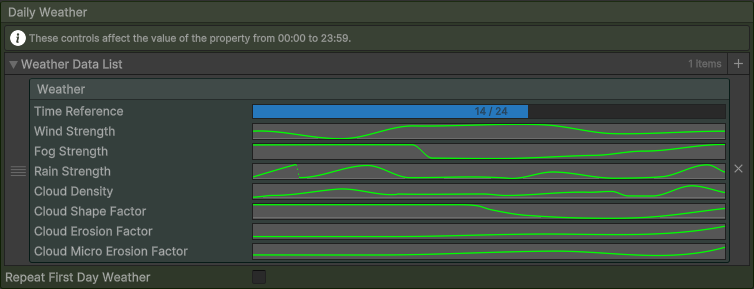 Daily Weather
These controls affect the value of the property from 00:00 to 23:59.
Weather Data List 1 Items +
Weather
Time Reference 14 / 24
Wind Strength
Fog Strength
Rain Strength
Cloud Density
Cloud Shape Factor
Cloud Erosion Factor
Cloud Micro Erosion Factor
Repeat First Day Weather